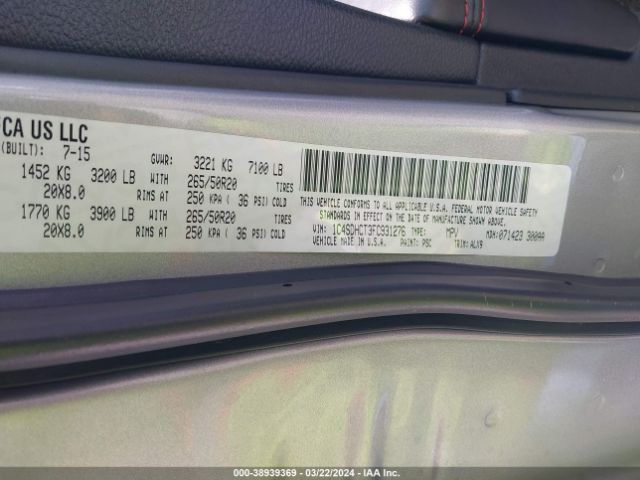 FCA US LLC
(BUILT): 7-15 GVWR: 3221 KG 7100 LB
1452 KG 3200 LB WITH 265/50R20 TIRES
20X8.0 RIMS AT 250 KPA ( 36 PSI) COLD
1770 KG 3900 LB WITH 265/50R20 TIRES
20X8.0 RIMS AT 250 KPA ( 36 PSI) COLD
THIS VEHICLE CONFORMS TO ALL APPLICABLE U.S.A. FEDERAL MOTOR VEHICLE SAFETY
STANDARDS IN EFFECT ON THE DATE OF MANUFACTURE SHOWN ABOVE.
VIN: 1C4SDHCT3FC931276 TYPE: MPV MDH:071423 300AA
VEHICLE MADE IN U.S.A. PAINT: PSC TRIM: ALX9
000-38939369 - 03/22/2024 - IAA Inc.